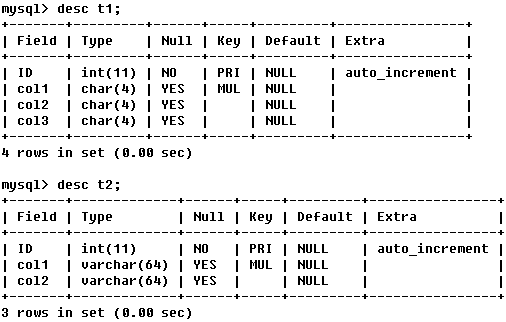 mysql> desc t1;
+-------+---------+------+-----+---------+----------------+
| Field | Type    | Null | Key | Default | Extra          |
+-------+---------+------+-----+---------+----------------+
| ID    | int(11) | NO   | PRI | NULL    | auto_increment |
| col1  | char(4) | YES  | MUL | NULL    |                |
| col2  | char(4) | YES  |     | NULL    |                |
| col3  | char(4) | YES  |     | NULL    |                |
+-------+---------+------+-----+---------+----------------+
4 rows in set (0.00 sec)
mysql> desc t2;
+-------+-------------+------+-----+---------+----------------+
| Field | Type        | Null | Key | Default | Extra          |
+-------+-------------+------+-----+---------+----------------+
| ID    | int(11)     | NO   | PRI | NULL    | auto_increment |
| col1  | varchar(64) | YES  | MUL | NULL    |                |
| col2  | varchar(64) | YES  |     | NULL    |                |
+-------+-------------+------+-----+---------+----------------+
3 rows in set (0.00 sec)